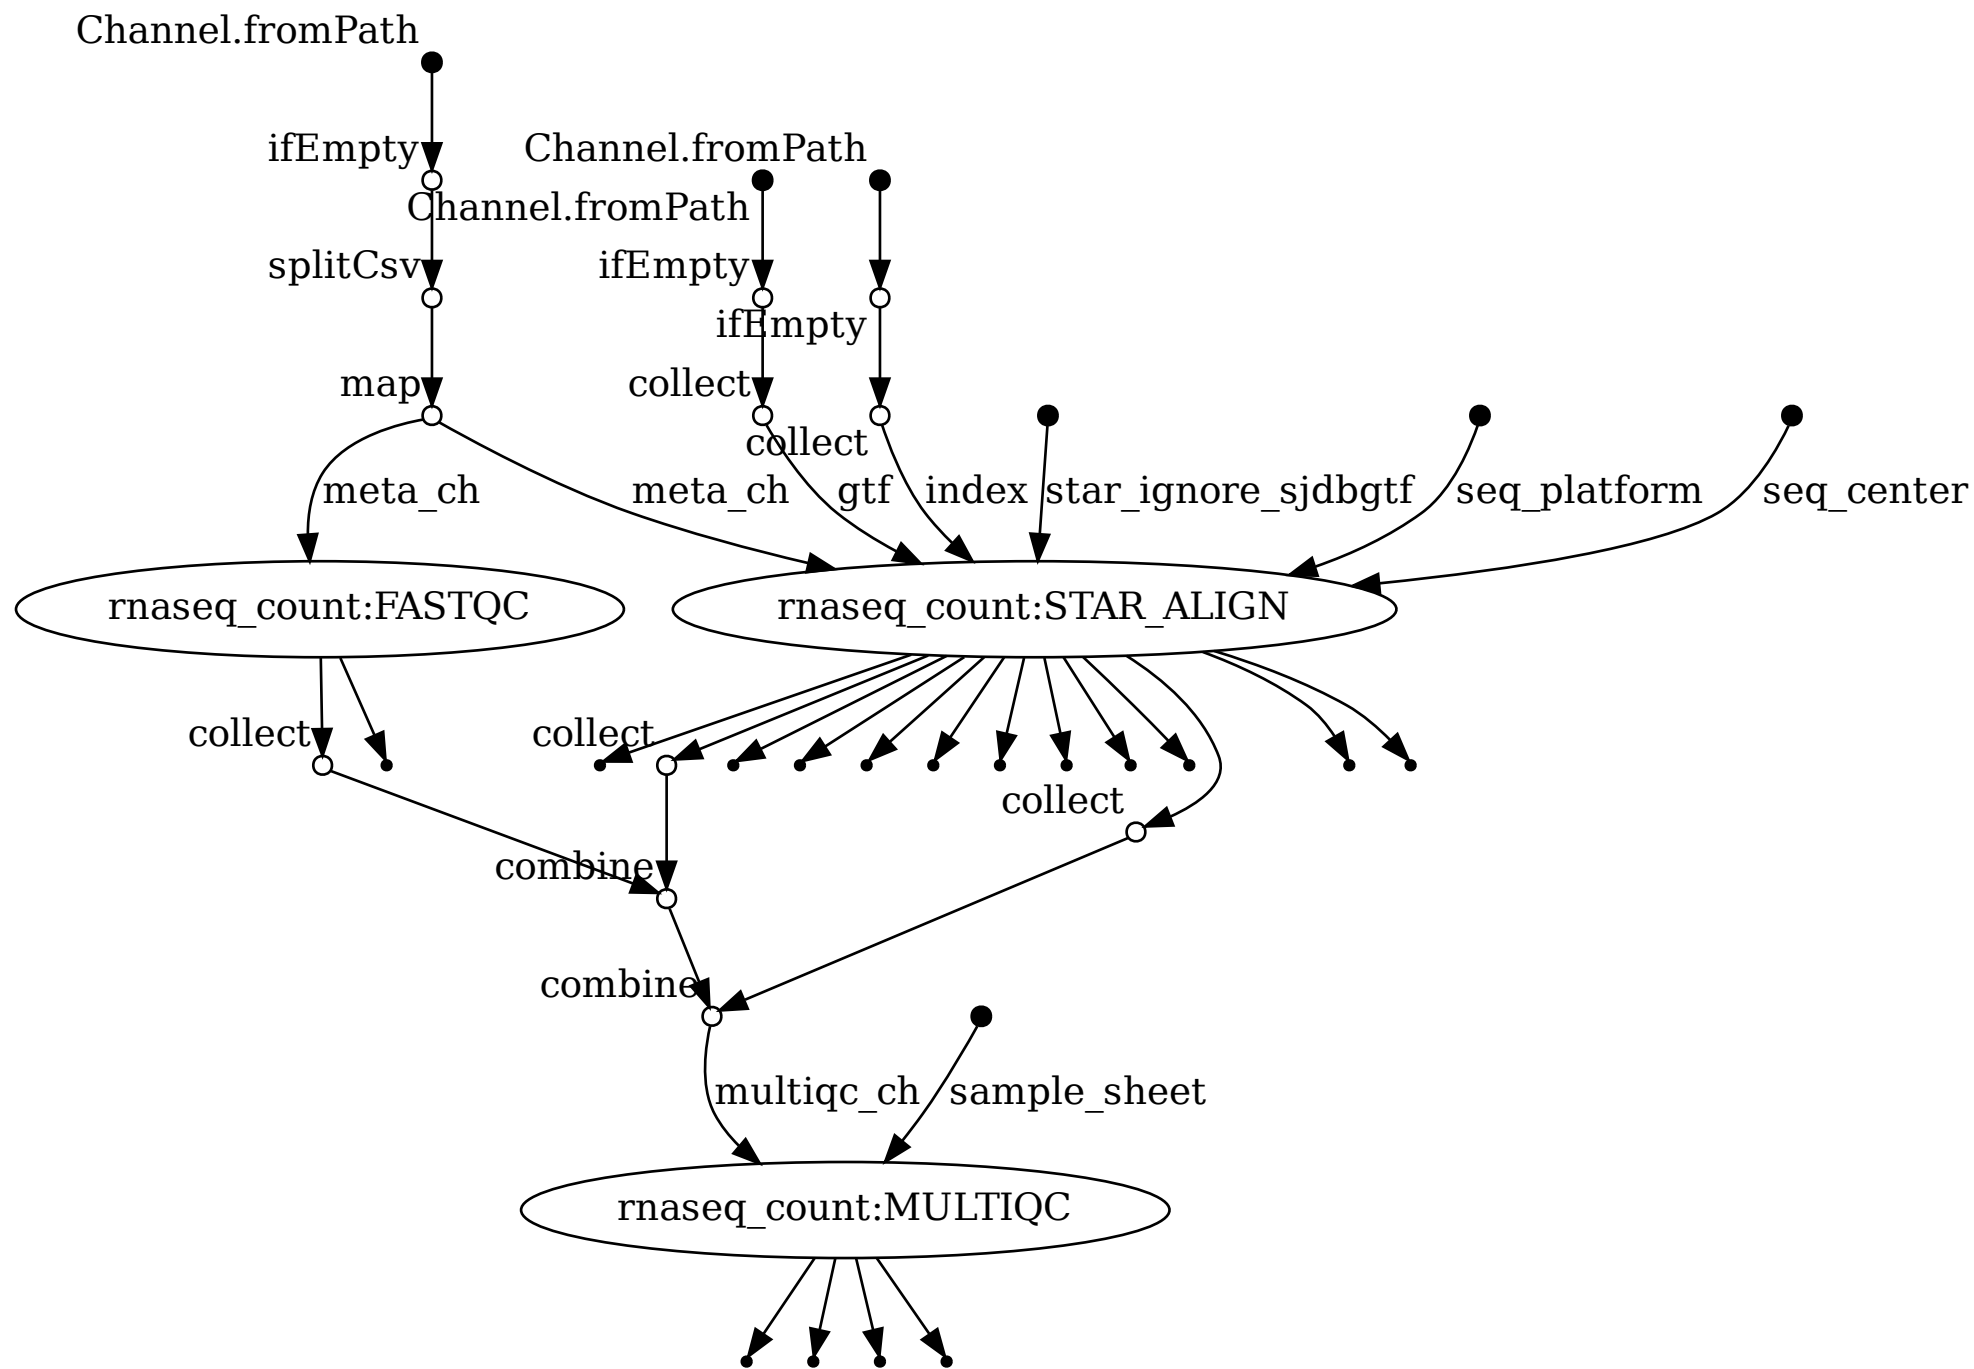 Channel.fromPath
ifEmpty
Channel.fromPath
Channel.fromPath
splitCsv
ifEmpty
ifEmpty
map
collect
collect
meta_ch
meta_ch
gtf
index
star_ignore_sjdbgtf
seq_platform
seq_center
rnaseq_count:FASTQC
rnaseq_count:STAR_ALIGN
collect
collect
collect
combine
combine
multiqc_ch
sample_sheet
rnaseq_count:MULTIQC